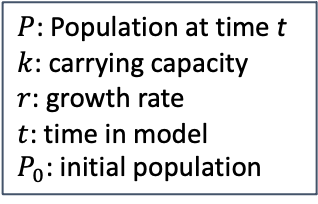 P: Population at time t
k: carrying capacity
r: growth rate
t: time in model
P₀: initial population